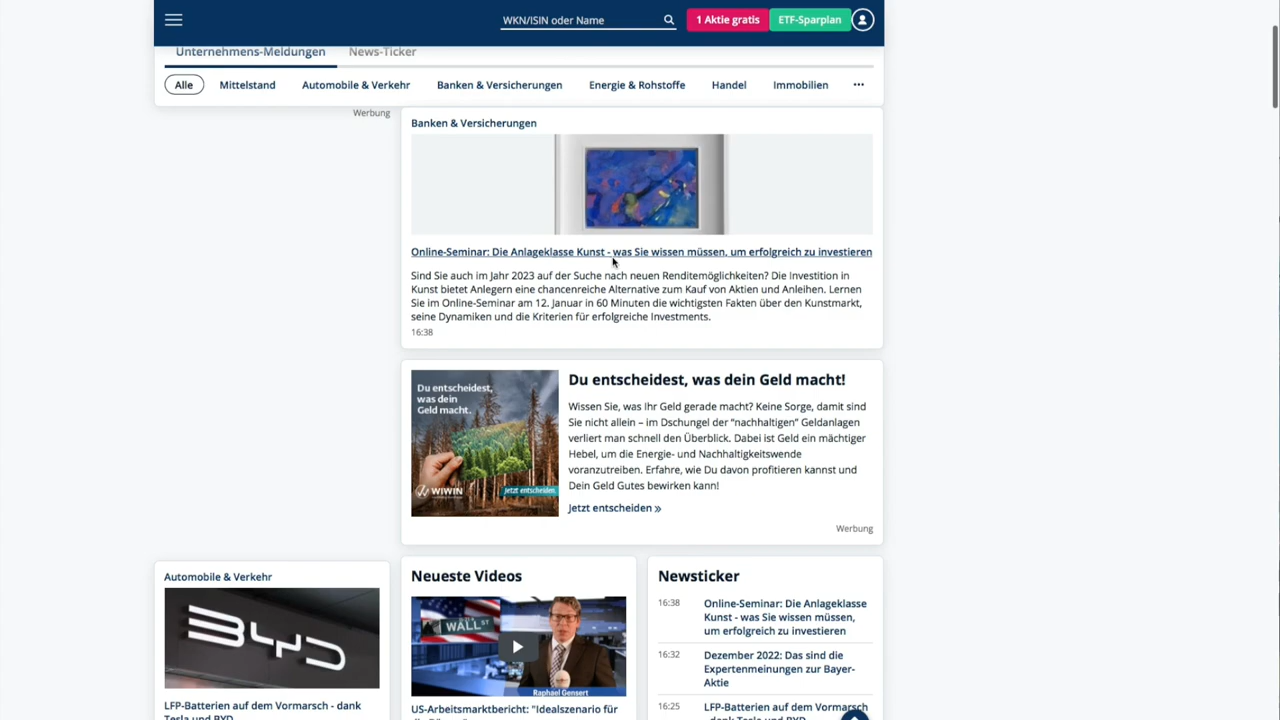 WKN/ISIN oder Name
1 Aktie gratis
ETF-Sparplan
Unternehmens-Meldungen
News-Ticker
Alle
Mittelstand
Automobile & Verkehr
Banken & Versicherungen
Energie & Rohstoffe
Handel
Immobilien
Werbung
Banken & Versicherungen
Online-Seminar: Die Anlageklasse Kunst - was Sie wissen müssen, um erfolgreich zu investieren
Sind Sie auch im Jahr 2023 auf der Suche nach neuen Renditemöglichkeiten? Die Investition in
Kunst bietet Anlegern eine chancenreiche Alternative zum Kauf von Aktien und Anleihen. Lernen
Sie im Online-Seminar am 12. Januar in 60 Minuten die wichtigsten Fakten über den Kunstmarkt,
seine Dynamiken und die Kriterien für erfolgreiche Investments.
16:38
Du entscheidest,
was dein
Geld macht.
WIWIN
Jetzt entscheiden.
Du entscheidest, was dein Geld macht!
Wissen Sie, was Ihr Geld gerade macht? Keine Sorge, damit sind
Sie nicht allein – im Dschungel der "nachhaltigen" Geldanlagen
verliert man schnell den Überblick. Dabei ist Geld ein mächtiger
Hebel, um die Energie- und Nachhaltigkeitswende
voranzutreiben. Erfahre, wie Du davon profitieren kannst und
Dein Geld Gutes bewirken kann!
Jetzt entscheiden »
Werbung
Automobile & Verkehr
BYD
LFP-Batterien auf dem Vormarsch - dank
Tesla und BYD
Neueste Videos
WALL ST
Raphael Gensert
US-Arbeitsmarktbericht: "Idealszenario für
Newsticker
16:38
Online-Seminar: Die Anlageklasse
Kunst - was Sie wissen müssen,
um erfolgreich zu investieren
16:32
Dezember 2022: Das sind die
Expertenmeinungen zur Bayer-
Aktie
16:25
LFP-Batterien auf dem Vormarsch
- dank Tesla und BYD